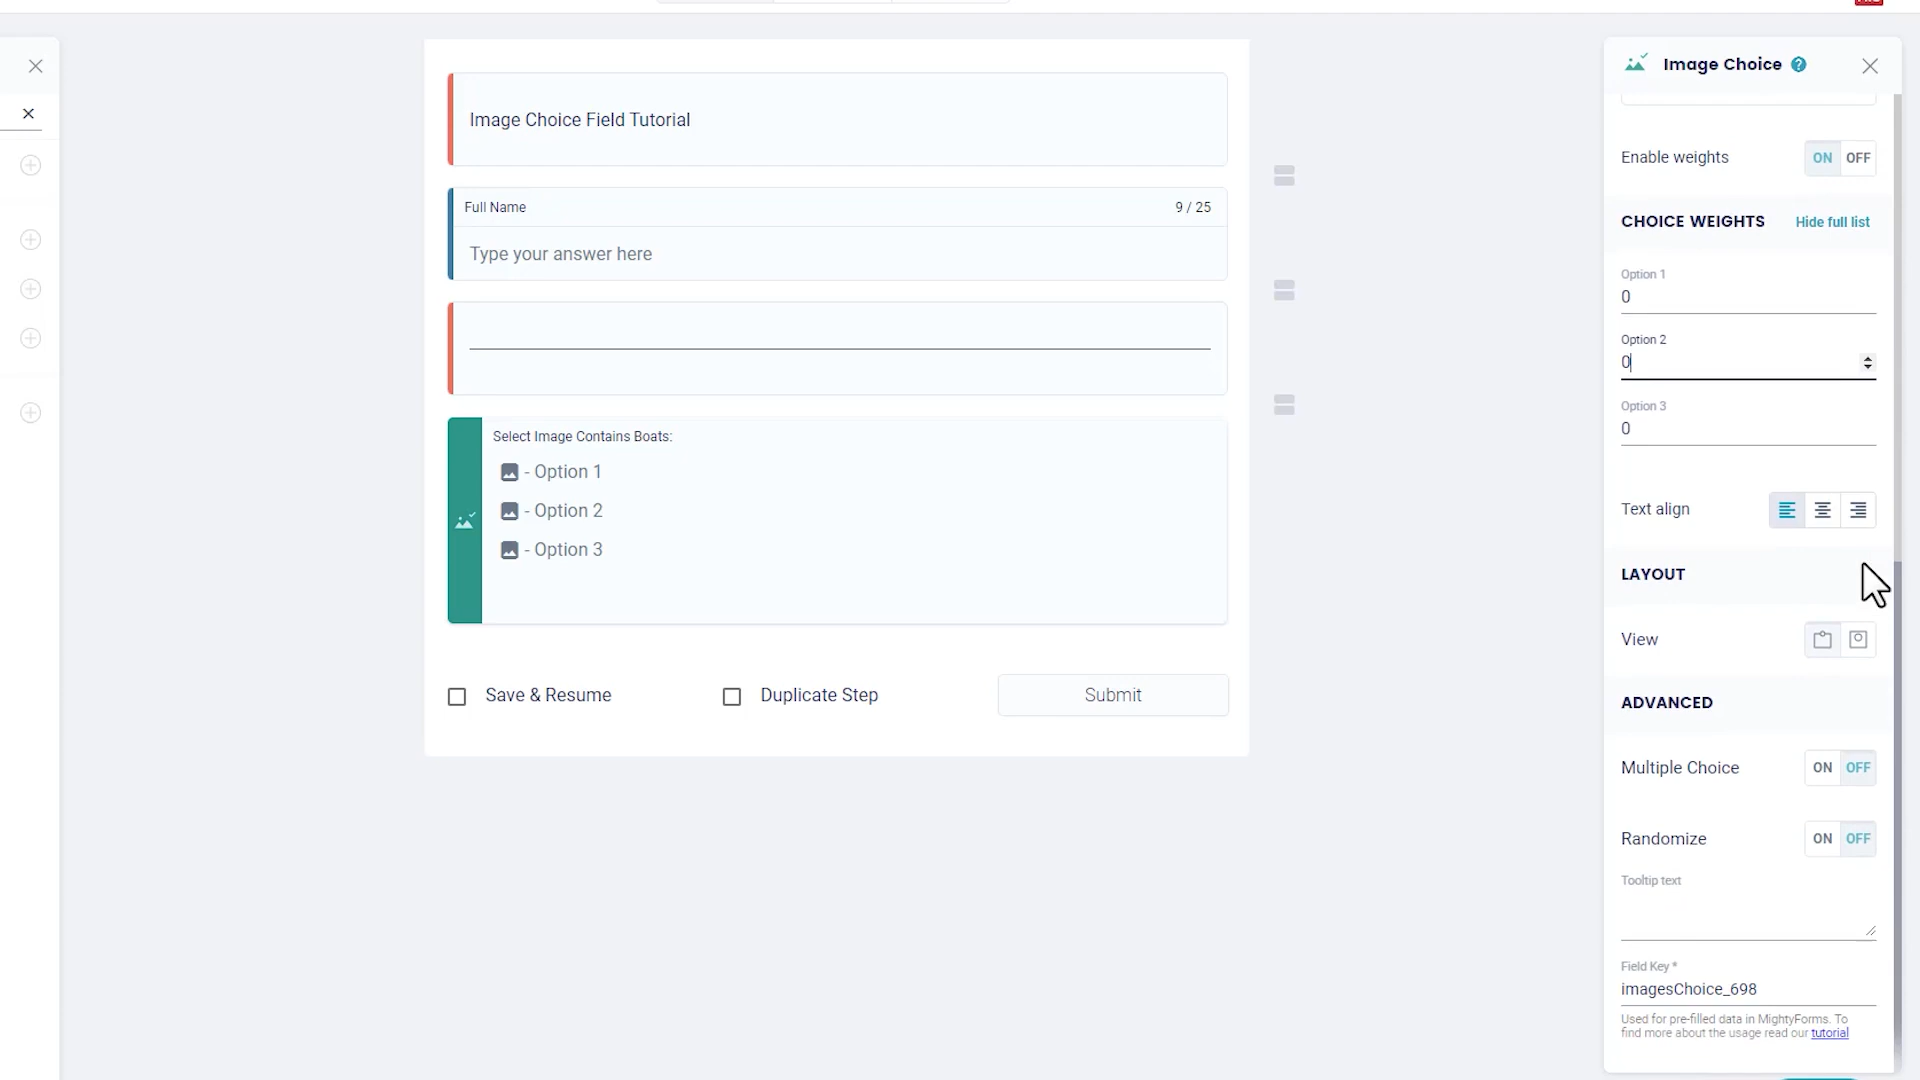 Image Choice Field Tutorial
Full Name
9 / 25
Type your answer here
Select Image Contains Boats:
- Option 1
- Option 2
- Option 3
Save & Resume
Duplicate Step
Submit
Image Choice ?
Enable weights
ON OFF
CHOICE WEIGHTS
Hide full list
Option 1
0
Option 2
0
Option 3
0
Text align
LAYOUT
View
ADVANCED
Multiple Choice
ON OFF
Randomize
ON OFF
Tooltip text
Field Key *
imagesChoice_698
Used for pre-filled data in MightyForms. To
find more about the usage read our tutorial